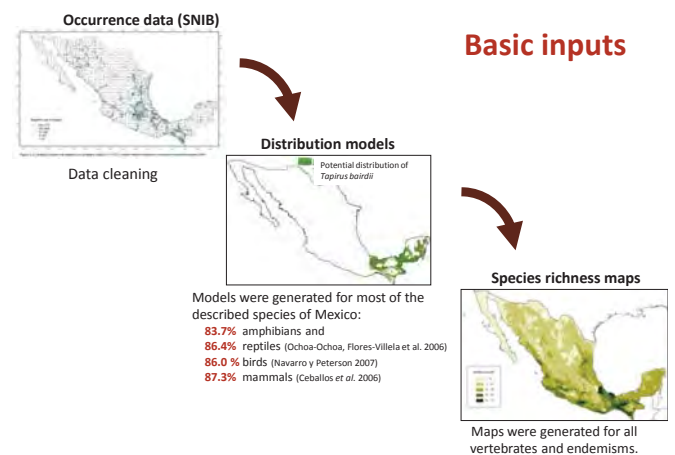 Occurrence data (SNIB)
Basic inputs
Data cleaning
Distribution models
Potential distribution of
Tapirus bairdii
Models were generated for most of the
described species of Mexico:
83.7% amphibians and
86.4% reptiles (Ochoa-Ochoa, Flores-Villela et al. 2006)
86.0 % birds (Navarro y Peterson 2007)
87.3% mammals (Ceballos et al. 2006)
Species richness maps
Maps were generated for all
vertebrates and endemisms.